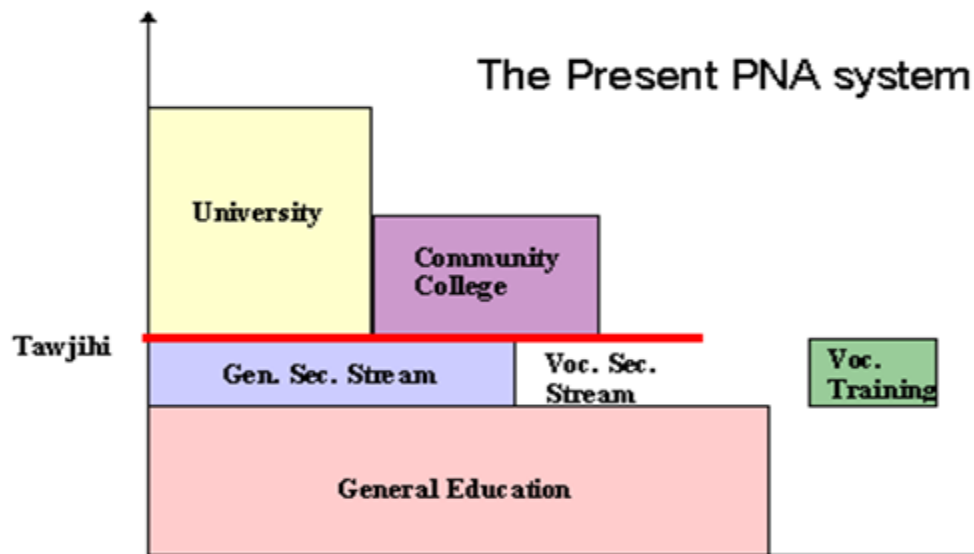 The Present PNA system
University
Community
College
Tawjihi
Gen. Sec. Stream
Voc. Sec.
Stream
Voc.
Training
General Education